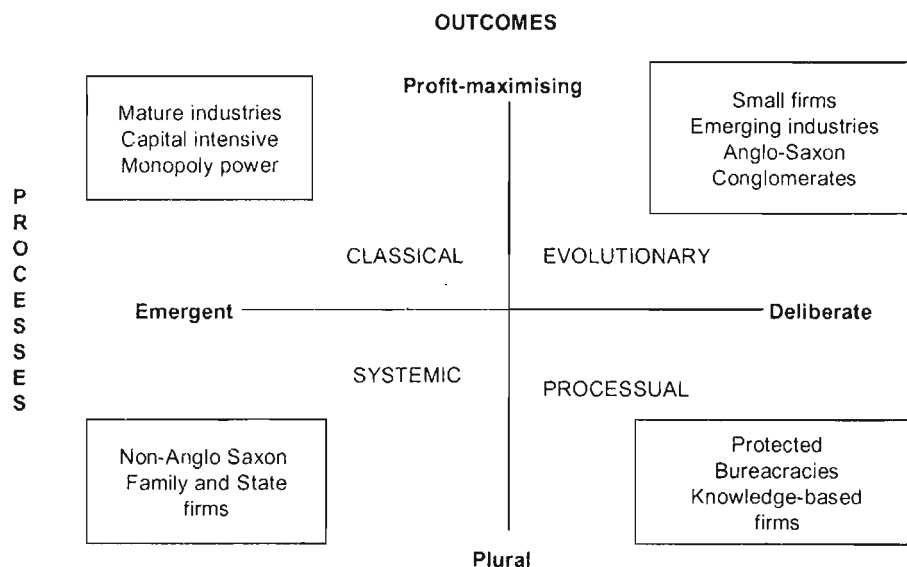 OUTCOMES
Profit-maximising
Mature industries
Capital intensive
Monopoly power
Small firms
Emerging industries
Anglo-Saxon
Conglomerates
PROCESSES
CLASSICAL
EVOLUTIONARY
Emergent
Deliberate
SYSTEMIC
PROCESSUAL
Non-Anglo Saxon
Family and State
firms
Protected
Bureacracies
Knowledge-based
firms
Plural